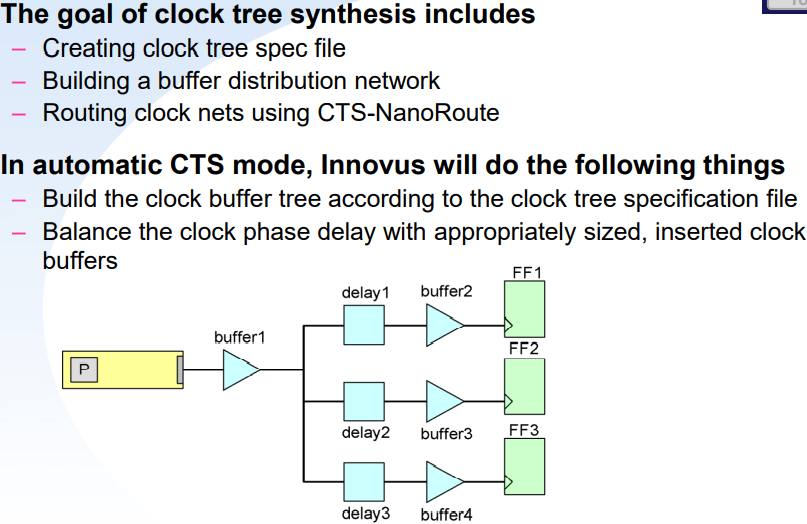 The goal of clock tree synthesis includes
– Creating clock tree spec file
– Building a buffer distribution network
– Routing clock nets using CTS-NanoRoute
In automatic CTS mode, Innovus will do the following things
– Build the clock buffer tree according to the clock tree specification file
– Balance the clock phase delay with appropriately sized, inserted clock
buffers
FF1
delay1 buffer2
buffer1
FF2
P
delay2 buffer3 FF3
delay3 buffer4